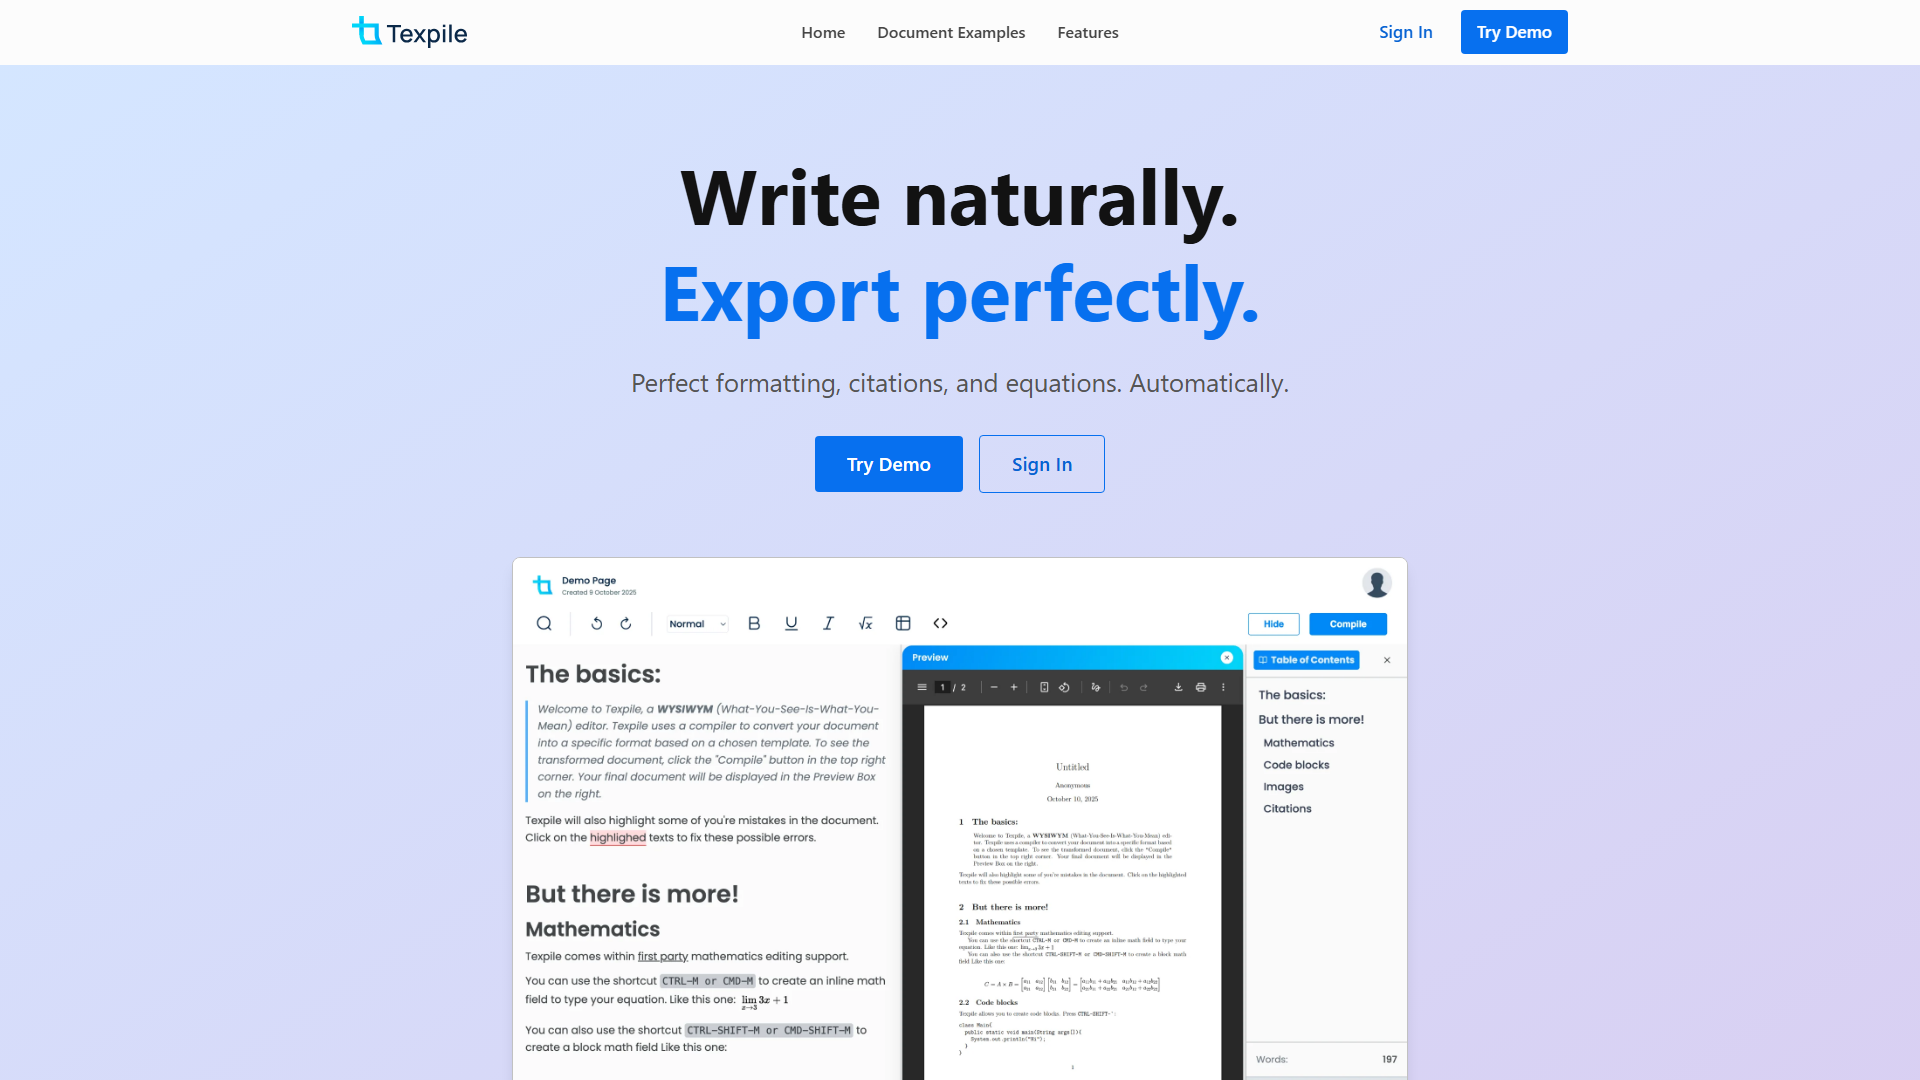 Texpile
Home
Document Examples
Features
Sign In
Try Demo
Write naturally.
Export perfectly.
Perfect formatting, citations, and equations. Automatically.
Try Demo
Sign In
Demo Page
Created 9 October 2025
Normal
Hide
Compile
The basics:
Welcome to Texpile, a WYSIWYM (What-You-See-Is-What-You-
Mean) editor. Texpile uses a compiler to convert your document
into a specific format based on a chosen template. To see the
transformed document, click the "Compile" button in the top right
corner. Your final document will be displayed in the Preview Box
on the right.
Texpile will also highlight some of you're mistakes in the document.
Click on the highlighed texts to fix these possible errors.
But there is more!
Mathematics
Texpile comes within first party mathematics editing support.
You can use the shortcut CTRL-M or CMD-M to create an inline math
field to type your equation. Like this one: lim x→3 3x + 1
You can also use the shortcut CTRL-SHIFT-M or CMD-SHIFT-M to
create a block math field Like this one:
Preview
1 / 2
Untitled
Anonymous
October 10, 2025
1 The basics:
Welcome to Texpile, a WYSIWYM (What-You-See-Is-What-You-Mean) edi-
tor. Texpile uses a compiler to convert your document into a specific format based
on a chosen template. To see the transformed document, click the "Compile"
button in the top right corner. Your final document will be displayed in the
Preview Box on the right.
Texpile will also highlight some of you're mistakes in the document. Click on the highlighted
texts to fix these possible errors.
2 But there is more!
2.1 Mathematics
Texpile comes within first party mathematics editing support.
You can use the shortcut CTRL-M or CMD-M to create an inline math field to type your
equation. Like this one: lim x→3 3x + 1
You can also use the shortcut CTRL-SHIFT-M or CMD-SHIFT-M to create a block math
field Like this one:
C = A × B =
2.2 Code blocks
Texpile allows you to create code blocks. Press CTRL-SHIFT-`:
class Main{
public static void main(String args[]){
System.out.println("Hi");
}
}
Table of Contents
The basics:
But there is more!
Mathematics
Code blocks
Images
Citations
Words: 197